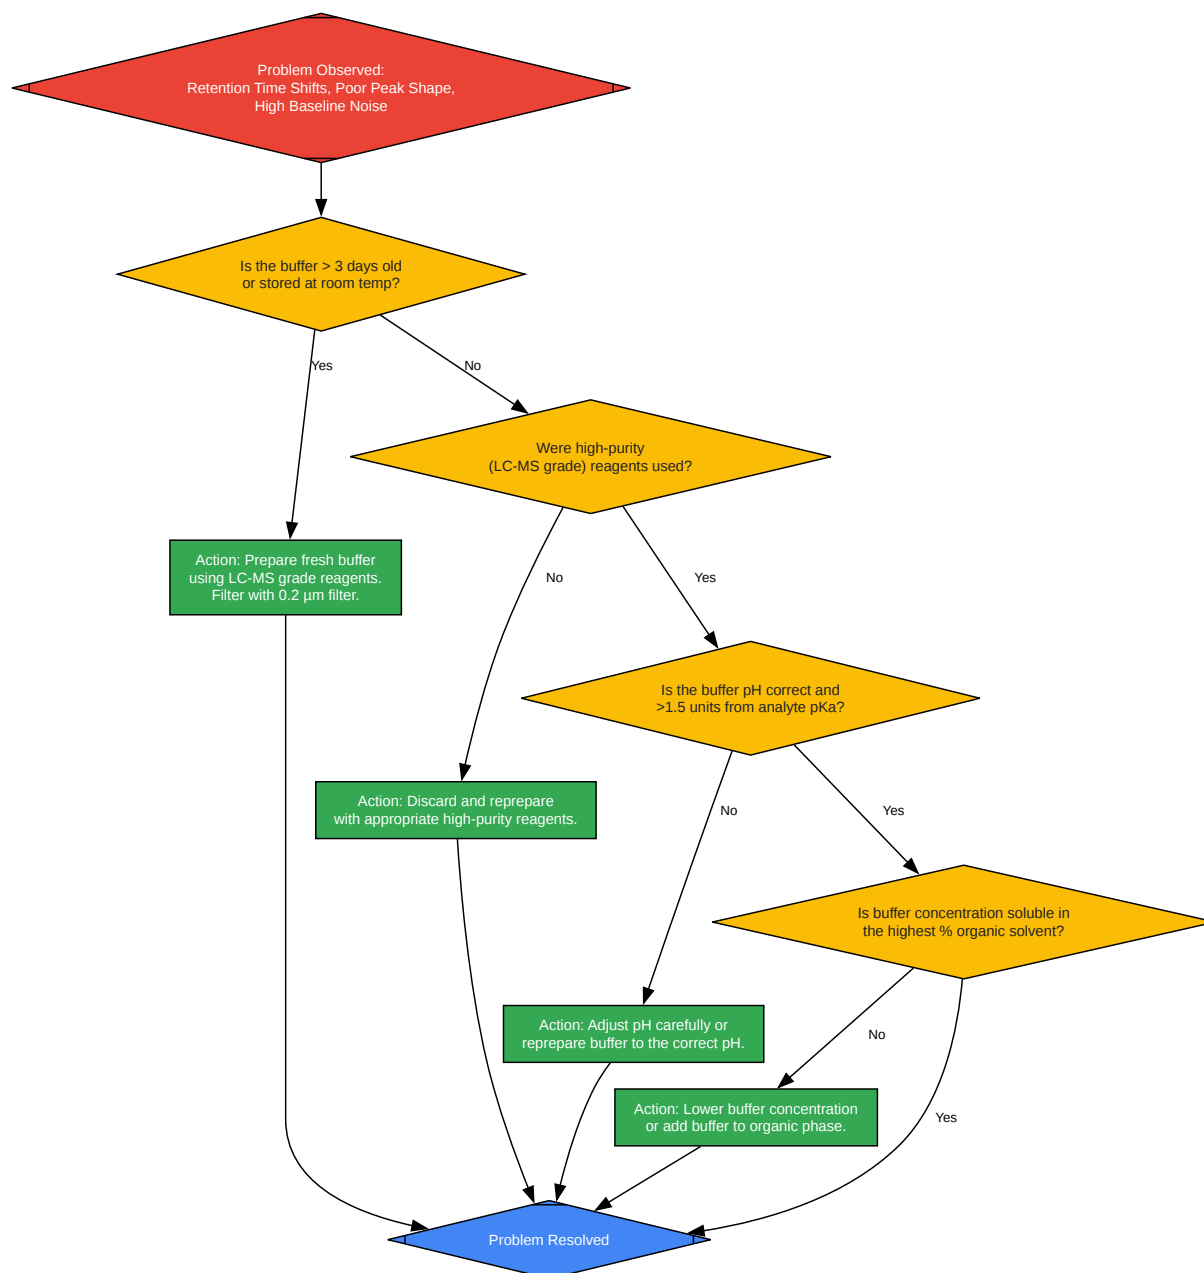 Problem Observed:
Retention Time Shifts, Poor Peak Shape,
High Baseline Noise
Is the buffer > 3 days old
or stored at room temp?
Yes
No
Were high-purity
(LC-MS grade) reagents used?
Action: Prepare fresh buffer
using LC-MS grade reagents.
Filter with 0.2 µm filter.
No
Yes
Is the buffer pH correct and
>1.5 units from analyte pKa?
Action: Discard and reprepare
with appropriate high-purity reagents.
No
Yes
Is buffer concentration soluble in
the highest % organic solvent?
Action: Adjust pH carefully or
reprepare buffer to the correct pH.
No
Action: Lower buffer concentration
or add buffer to organic phase.
Yes
Problem Resolved